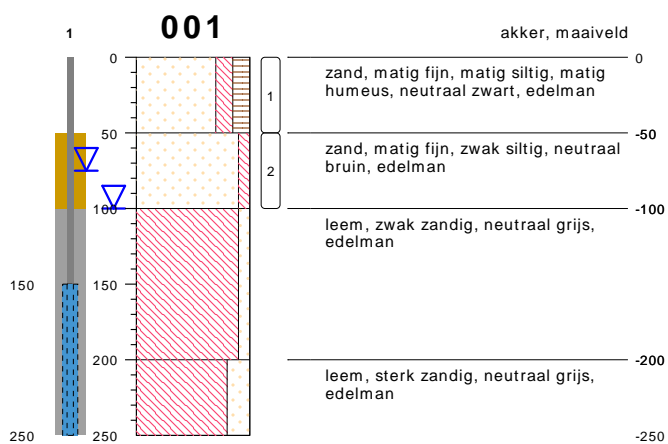 001
1
akker, maaiveld
0
0
zand, matig fijn, matig siltig, matig
humeus, neutraal zwart, edelman
1
50
-50
zand, matig fijn, zwak siltig, neutraal
bruin, edelman
2
100
-100
leem, zwak zandig, neutraal grijs,
edelman
150
150
200
-200
leem, sterk zandig, neutraal grijs,
edelman
250
250
-250